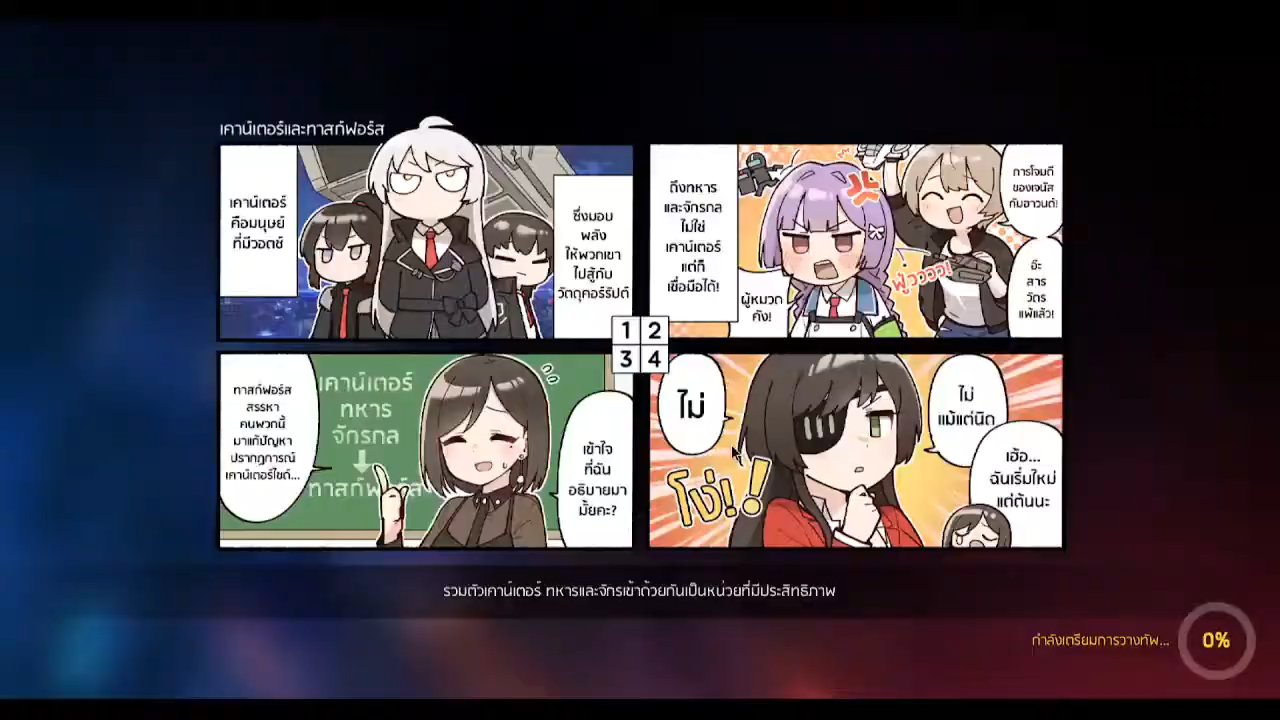 เคาน์เตอร์และทาสก์ฟอร์ส
เคาน์เตอร์
คือมนุษย์
ที่มีวอตช์
ซึ่งมอบ
พลัง
ให้พวกเขา
ไปสู้กับ
วัตถุคอร์รัปต์
ถึงทหาร
และจักรกล
ไม่ใช่
เคาน์เตอร์
แต่ก็
เชื่อมือได้!
ผู้หมวด
คัง!
ฟู่วววว!
การโจมตี
ของเจนัส
กับฮาวนด์!
อ๊ะ
สาร
วัตร
แพ้แล้ว!
1 2
3 4
ทาสก์ฟอร์ส
สรรหา
คนพวกนี้
มาแก้ปัญหา
ปรากฏการณ์
เคาน์เตอร์ไซด์...
เคาน์เตอร์
ทหาร
จักรกล
ทาสก์ฟอร์ส
เข้าใจ
ที่ฉัน
อธิบายมา
มั้ยคะ?
ไม่
โง่!!
ไม่
แม้แต่นิด
เฮ้อ...
ฉันเริ่มใหม่
แต่ต้นนะ
รวมตัวเคาน์เตอร์ ทหารและจักรเข้าด้วยกันเป็นหน่วยที่มีประสิทธิภาพ
กำลังเตรียมการวางทัพ...
0%